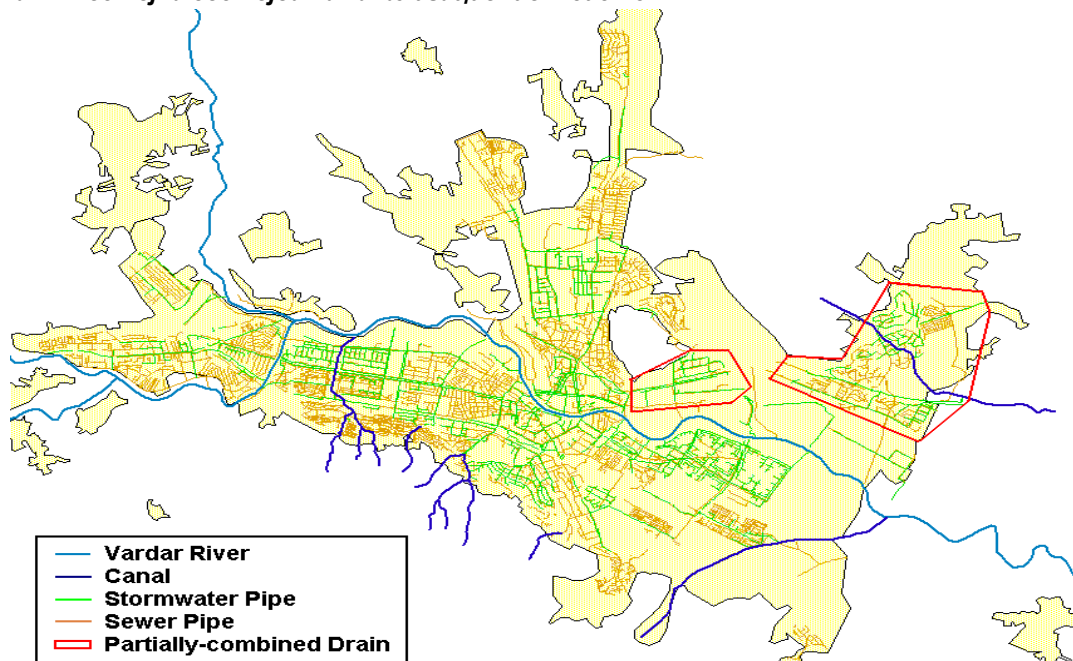 Vardar River
Canal
Stormwater Pipe
Sewer Pipe
Partially-combined Drain